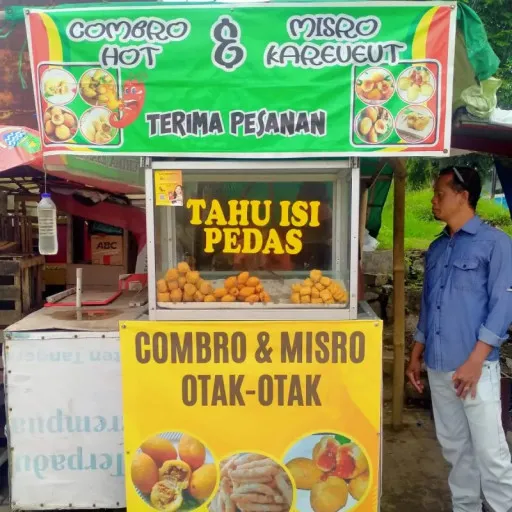 COMBRO & MISRO
HOT KAREUEUT
TERIMA PESANAN
TAHU ISI
PEDAS
ABC
COMBRO & MISRO
OTAK-OTAK